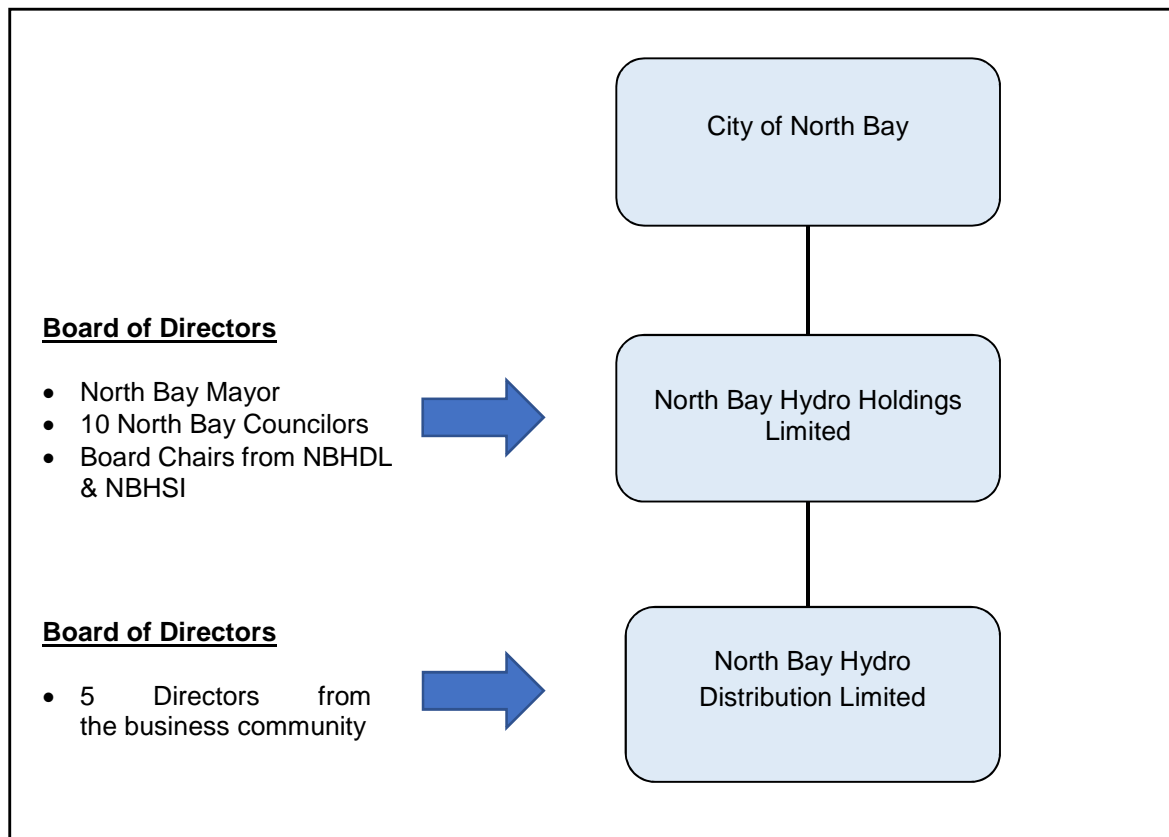 City of North Bay
Board of Directors
• North Bay Mayor
• 10 North Bay Councilors
• Board Chairs from NBHDL
& NBHSI
North Bay Hydro Holdings
Limited
Board of Directors
• 5 Directors from
the business community
North Bay Hydro
Distribution Limited